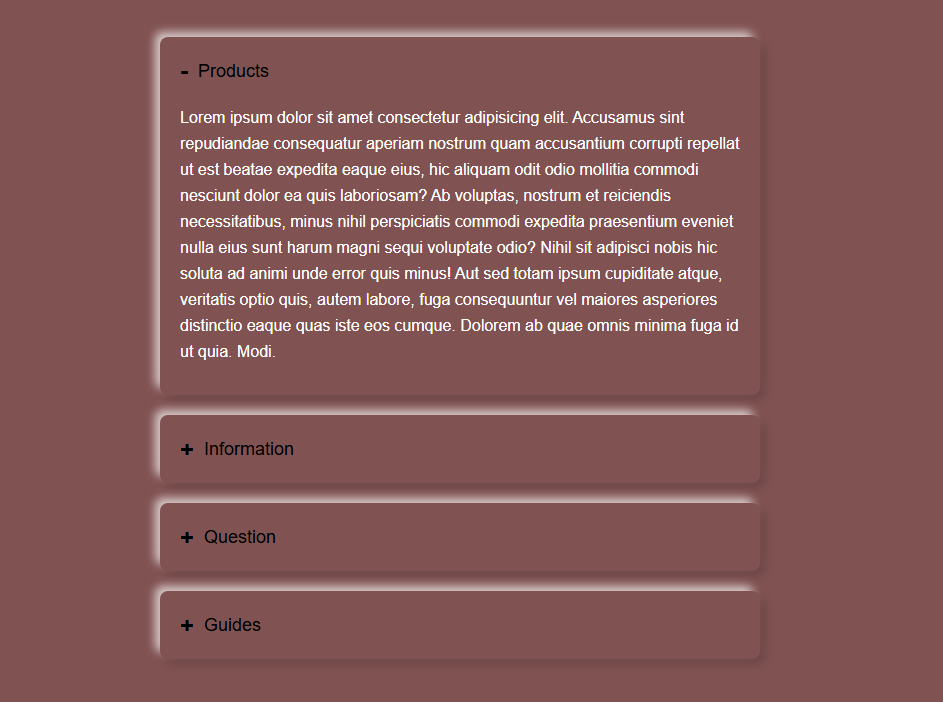 - Products
Lorem ipsum dolor sit amet consectetur adipisicing elit. Accusamus sint
repudiandae consequatur aperiam nostrum quam accusantium corrupti repellat
ut est beatae expedita eaque eius, hic aliquam odit odio mollitia commodi
nesciunt dolor ea quis laboriosam? Ab voluptas, nostrum et reiciendis
necessitatibus, minus nihil perspiciatis commodi expedita praesentium eveniet
nulla eius sunt harum magni sequi voluptate odio? Nihil sit adipisci nobis hic
soluta ad animi unde error quis minus! Aut sed totam ipsum cupiditate atque,
veritatis optio quis, autem labore, fuga consequuntur vel maiores asperiores
distinctio eaque quas iste eos cumque. Dolorem ab quae omnis minima fuga id
ut quia. Modi.
+ Information
+ Question
+ Guides